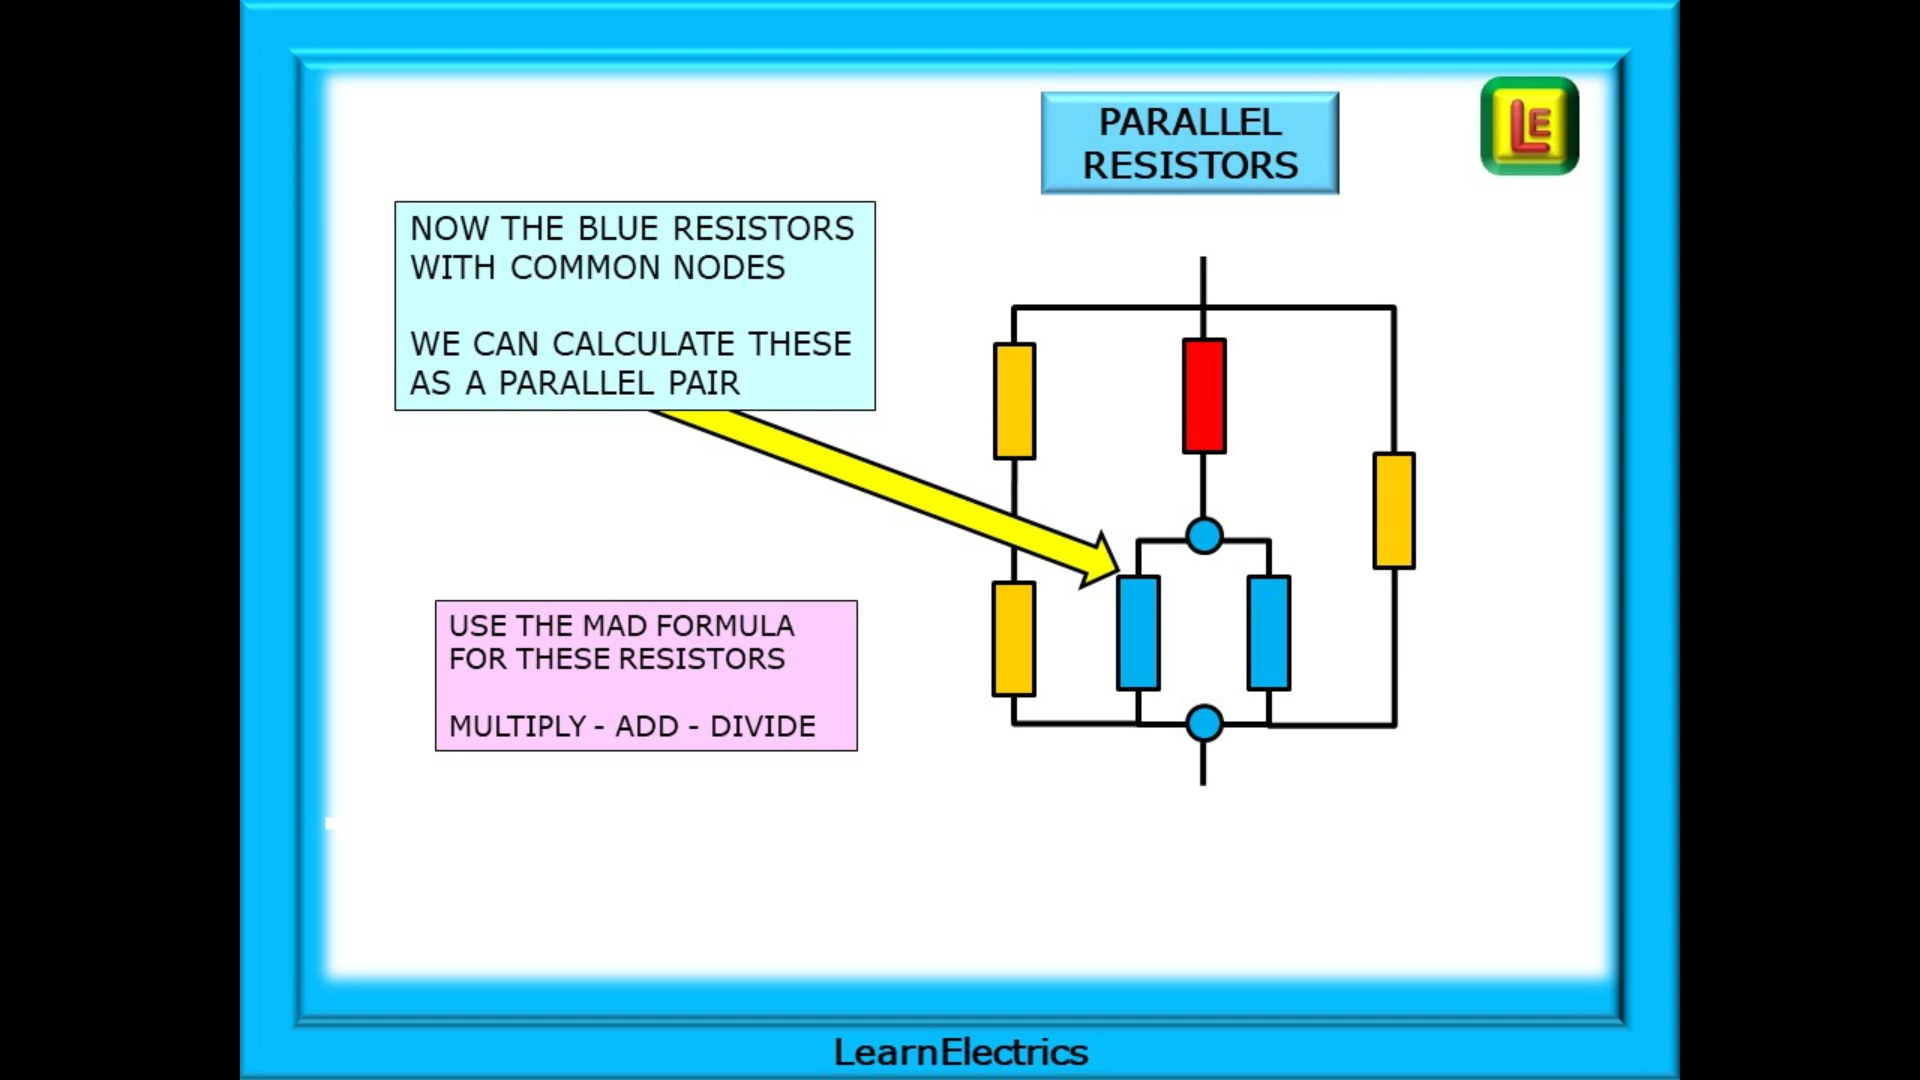 PARALLEL
RESISTORS
LE
NOW THE BLUE RESISTORS
WITH COMMON NODES
WE CAN CALCULATE THESE
AS A PARALLEL PAIR
USE THE MAD FORMULA
FOR THESE RESISTORS
MULTIPLY - ADD - DIVIDE
LearnElectrics